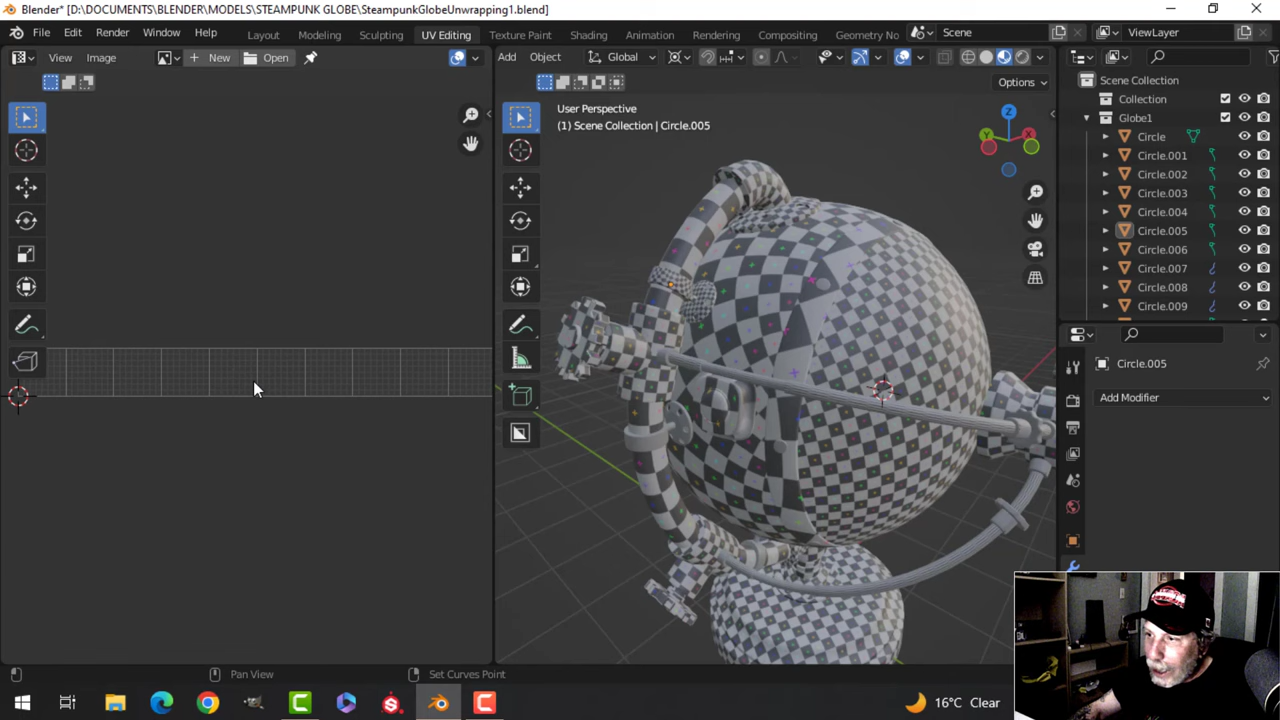 Blender* [D:\DOCUMENTS\BLENDER\MODELS\STEAMPUNK GLOBE\SteampunkGlobeUnwrapping1.blend]
File Edit Render Window Help Layout Modeling Sculpting UV Editing Texture Paint Shading Animation Rendering Compositing Geometry No Scene ViewLayer
View Image New Open Add Object Global
Options
User Perspective
(1) Scene Collection | Circle.005
Z
X
Y
Scene Collection
Collection
Globe1
Circle
Circle.001
Circle.002
Circle.003
Circle.004
Circle.005
Circle.006
Circle.007
Circle.008
Circle.009
Circle.005
Add Modifier
Pan View Set Curves Point
16°C Clear